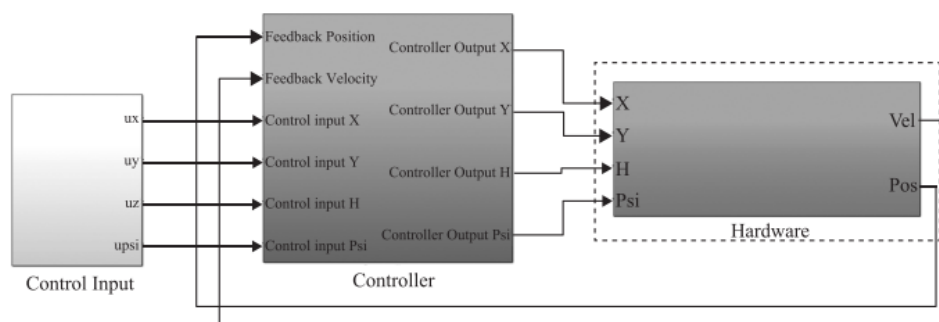 ux
uy
uz
upsi
Control Input
Feedback Position
Feedback Velocity
Control input X
Control input Y
Control input H
Control input Psi
Controller Output X
Controller Output Y
Controller Output H
Controller Output Psi
Controller
X
Y
H
Psi
Vel
Pos
Hardware